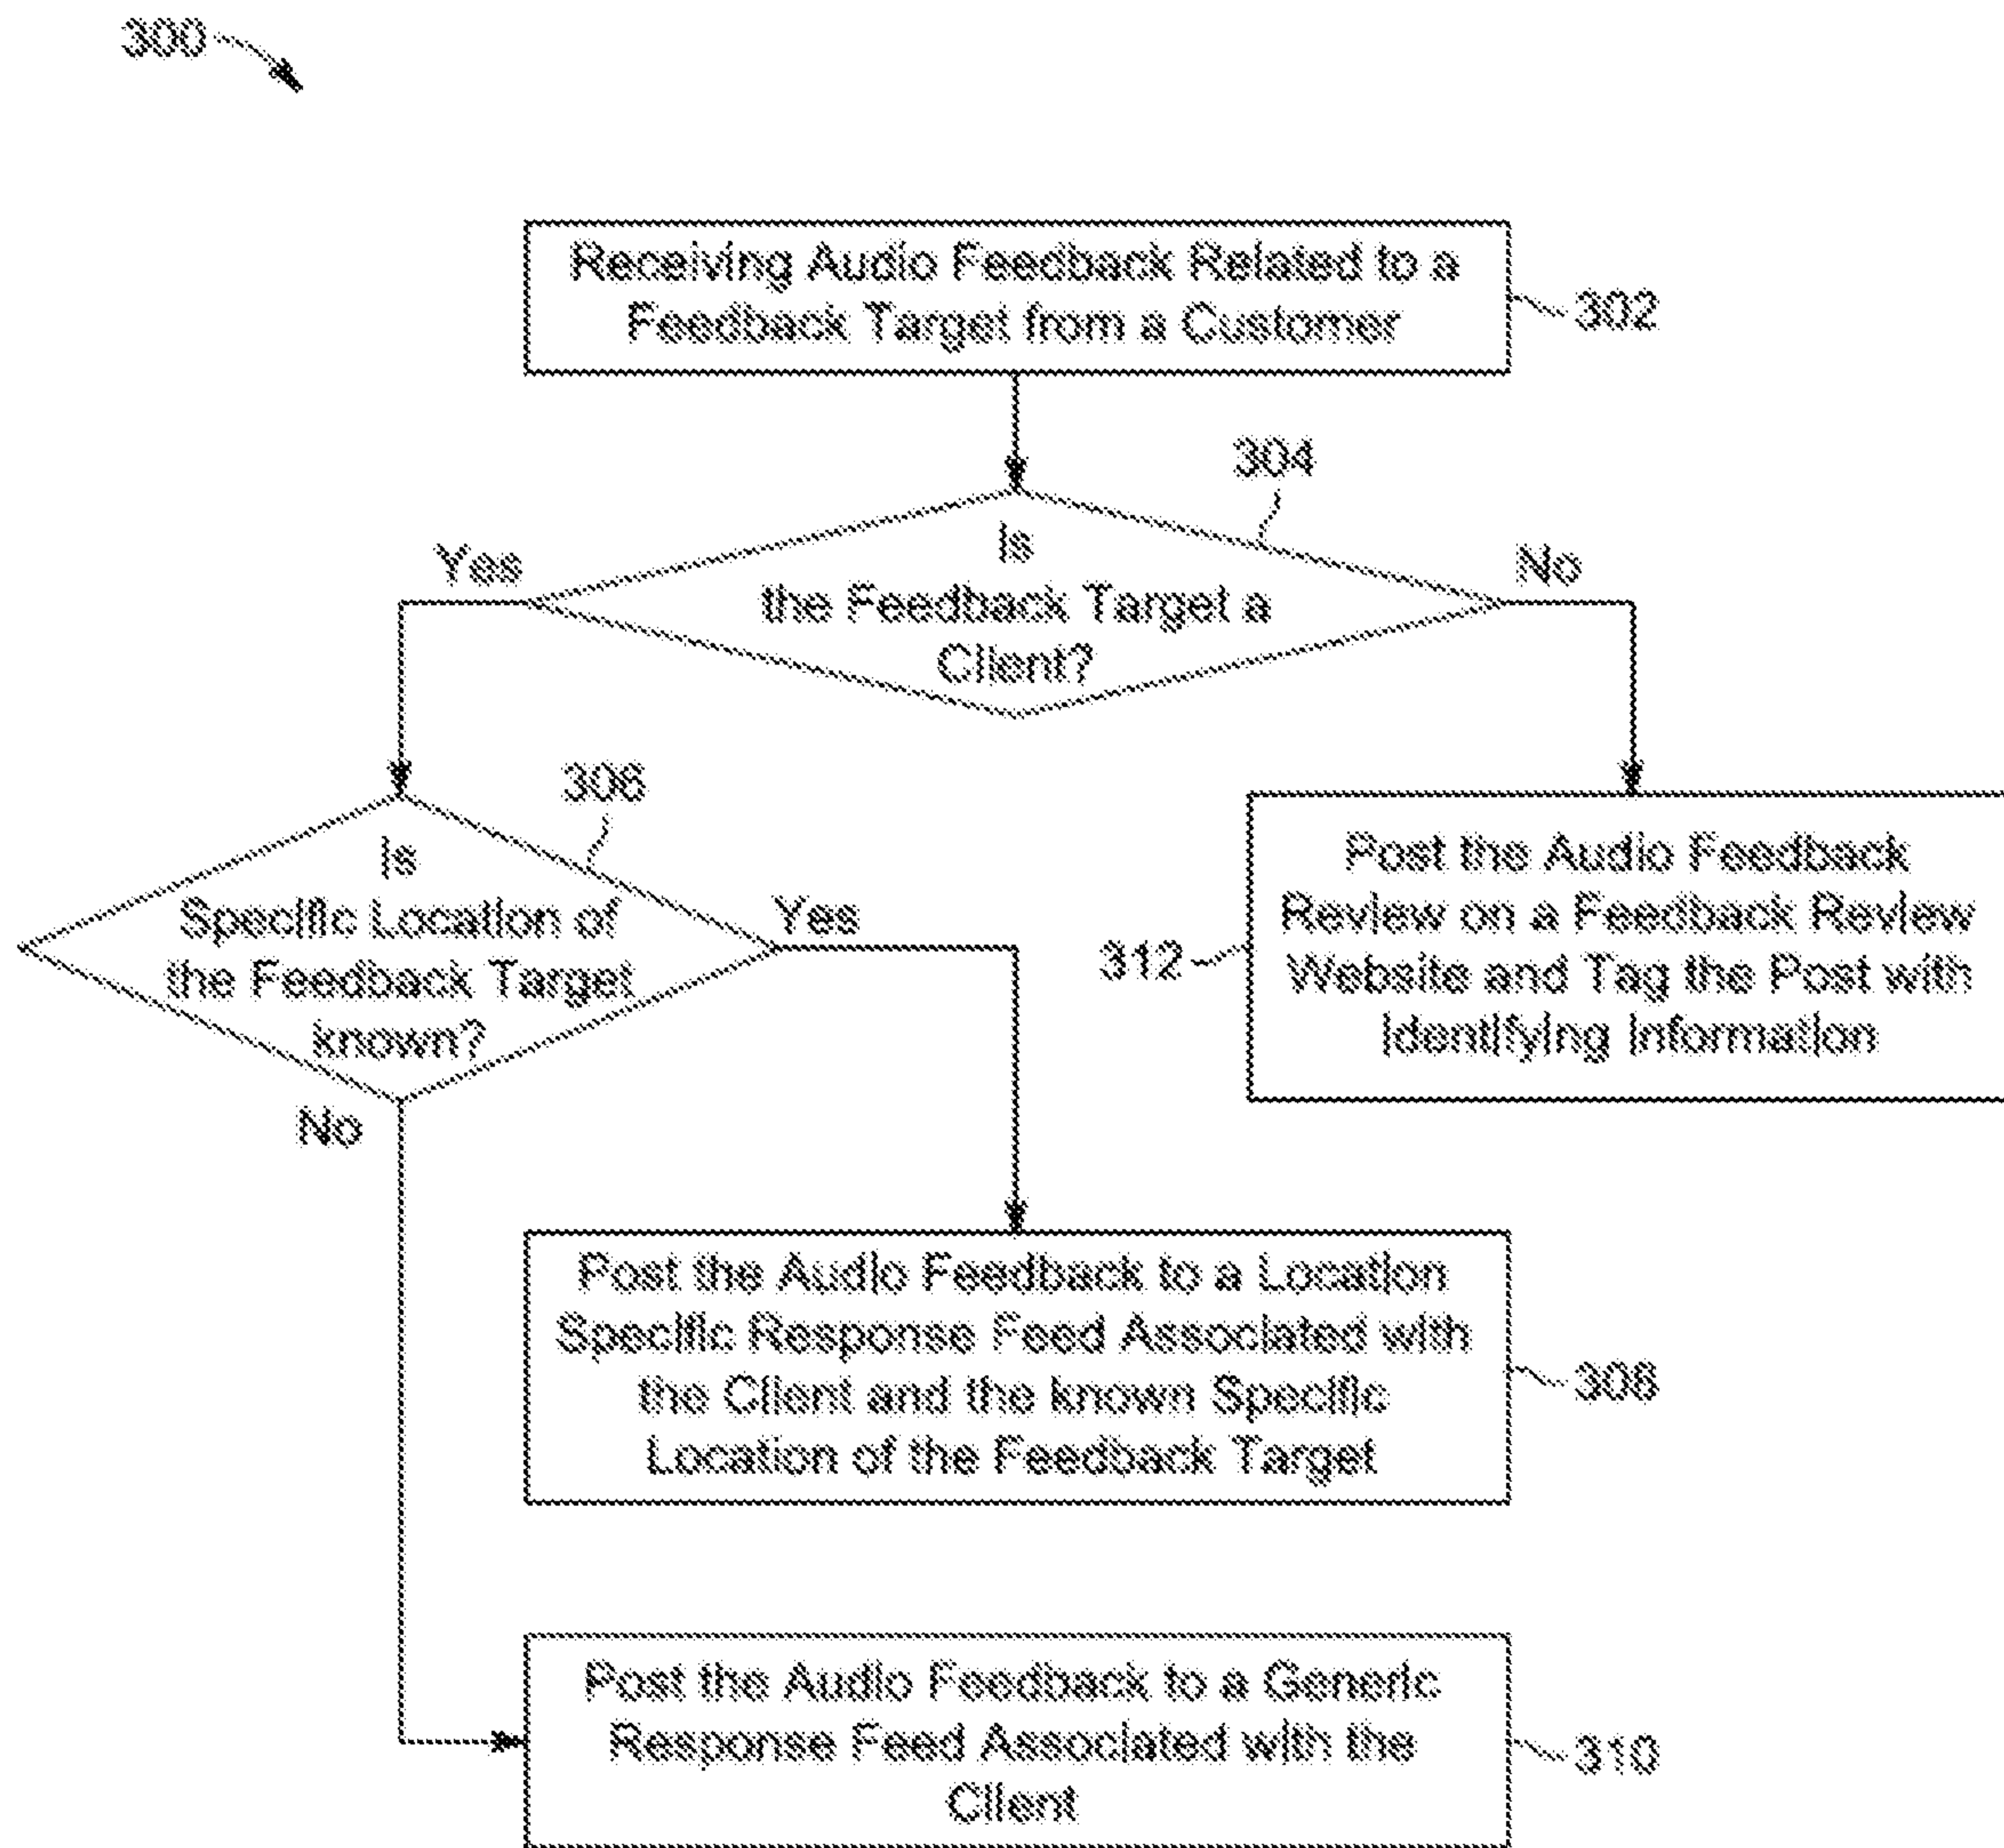 300
Receiving Audio Feedback Related to a
Feedback Target from a Customer
302
304
Is
the Feedback Target a
Client?
Yes
No
306
Is
Specific Location of
the Feedback Target
known?
Yes
No
312
Post the Audio Feedback
Review on a Feedback Review
Website and Tag the Post with
Identifying Information
Post the Audio Feedback to a Location
Specific Response Feed Associated with
the Client and the known Specific
Location of the Feedback Target
308
Post the Audio Feedback to a Generic
Response Feed Associated with the
Client
310